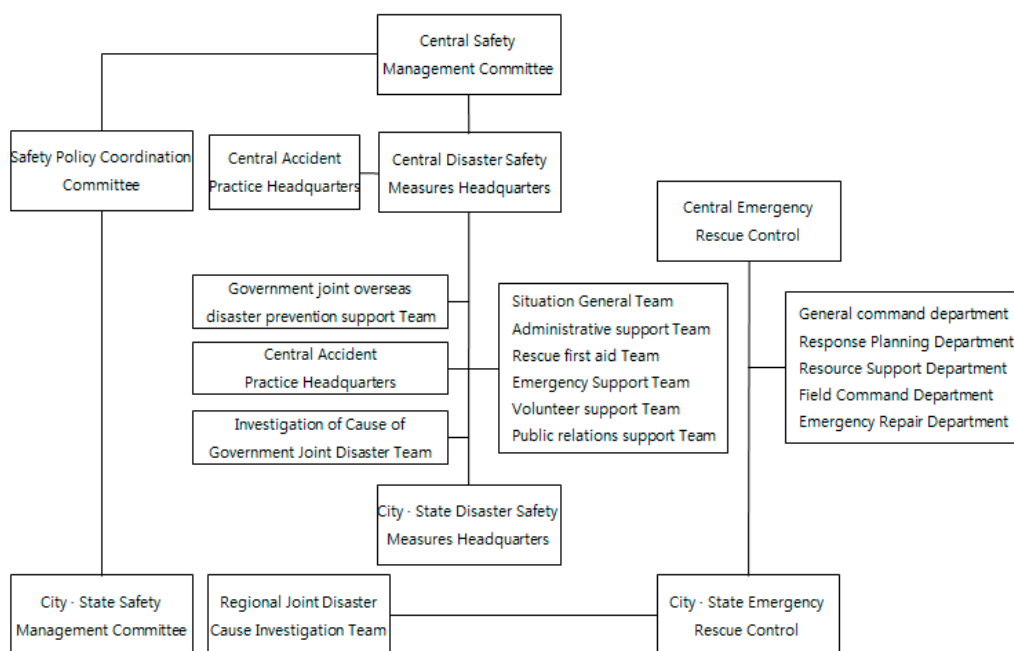 Central Safety
Management Committee
Safety Policy Coordination
Committee
Central Accident
Practice Headquarters
Central Disaster Safety
Measures Headquarters
Central Emergency
Rescue Control
Government joint overseas
disaster prevention support Team
Central Accident
Practice Headquarters
Investigation of Cause of
Government Joint Disaster Team
Situation General Team
Administrative support Team
Rescue first aid Team
Emergency Support Team
Volunteer support Team
Public relations support Team
General command department
Response Planning Department
Resource Support Department
Field Command Department
Emergency Repair Department
City · State Disaster Safety
Measures Headquarters
City · State Safety
Management Committee
Regional Joint Disaster
Cause Investigation Team
City · State Emergency
Rescue Control